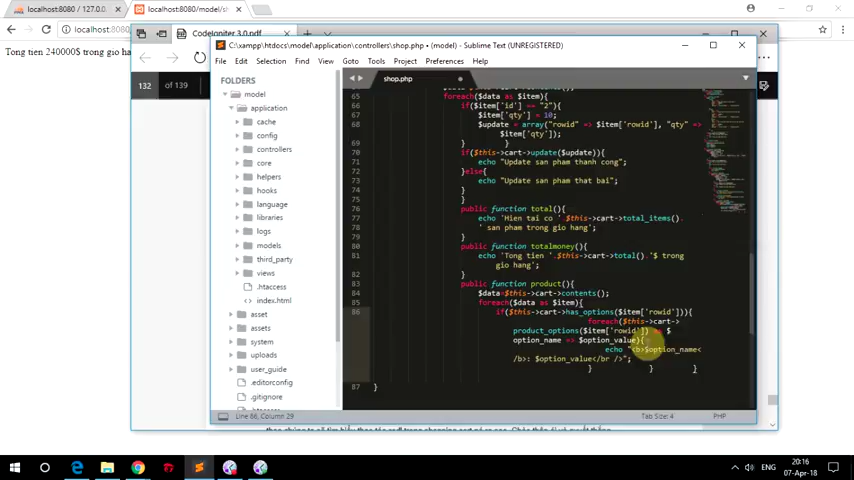 localhost:8080 / 127.0.
localhost:8080/model/sh
localhost:8080
Tong tien 240000$ trong gio ha
CodeIgniter 3.0.pdf
132 of 139
C:\xampp\htdocs\model\application\controllers\shop.php • (model) - Sublime Text (UNREGISTERED)
File Edit Selection Find View Goto Tools Project Preferences Help
FOLDERS
model
application
cache
config
controllers
core
helpers
hooks
language
libraries
logs
models
third_party
views
.htaccess
index.html
asset
assets
system
uploads
user_guide
.editorconfig
.gitignore
shop.php
65 foreach($data as $item){
66 if($item['id'] == "2"){
67 $item['qty'] = 10;
68 $update = array("rowid" => $item['rowid'], "qty" =>
$item['qty']);
69 } }
70 if($this->cart->update($update)){
71 echo "Update san pham thanh cong";
72 }else{
73 echo "Update san pham that bai";
74 }
75 }
76 public function total(){
77 echo 'Hien tai co '.$this->cart->total_items().
' san pham trong gio hang';
79 }
80 public function totalmoney(){
81 echo 'Tong tien '.$this->cart->total().'$ trong
gio hang';
82 }
83 public function product(){
84 $data=$this->cart->contents();
85 foreach($data as $item){
86 if($this->cart->has_options($item['rowid'])){
foreach($this->cart->
product_options($item['rowid']) as $
option_name => $option_value){
echo "<b>$option_name<
/b>: $option_value</br />";
} } }
87 }
Line 86, Column 29
Tab Size: 4
PHP
20:16
ENG
07-Apr-18